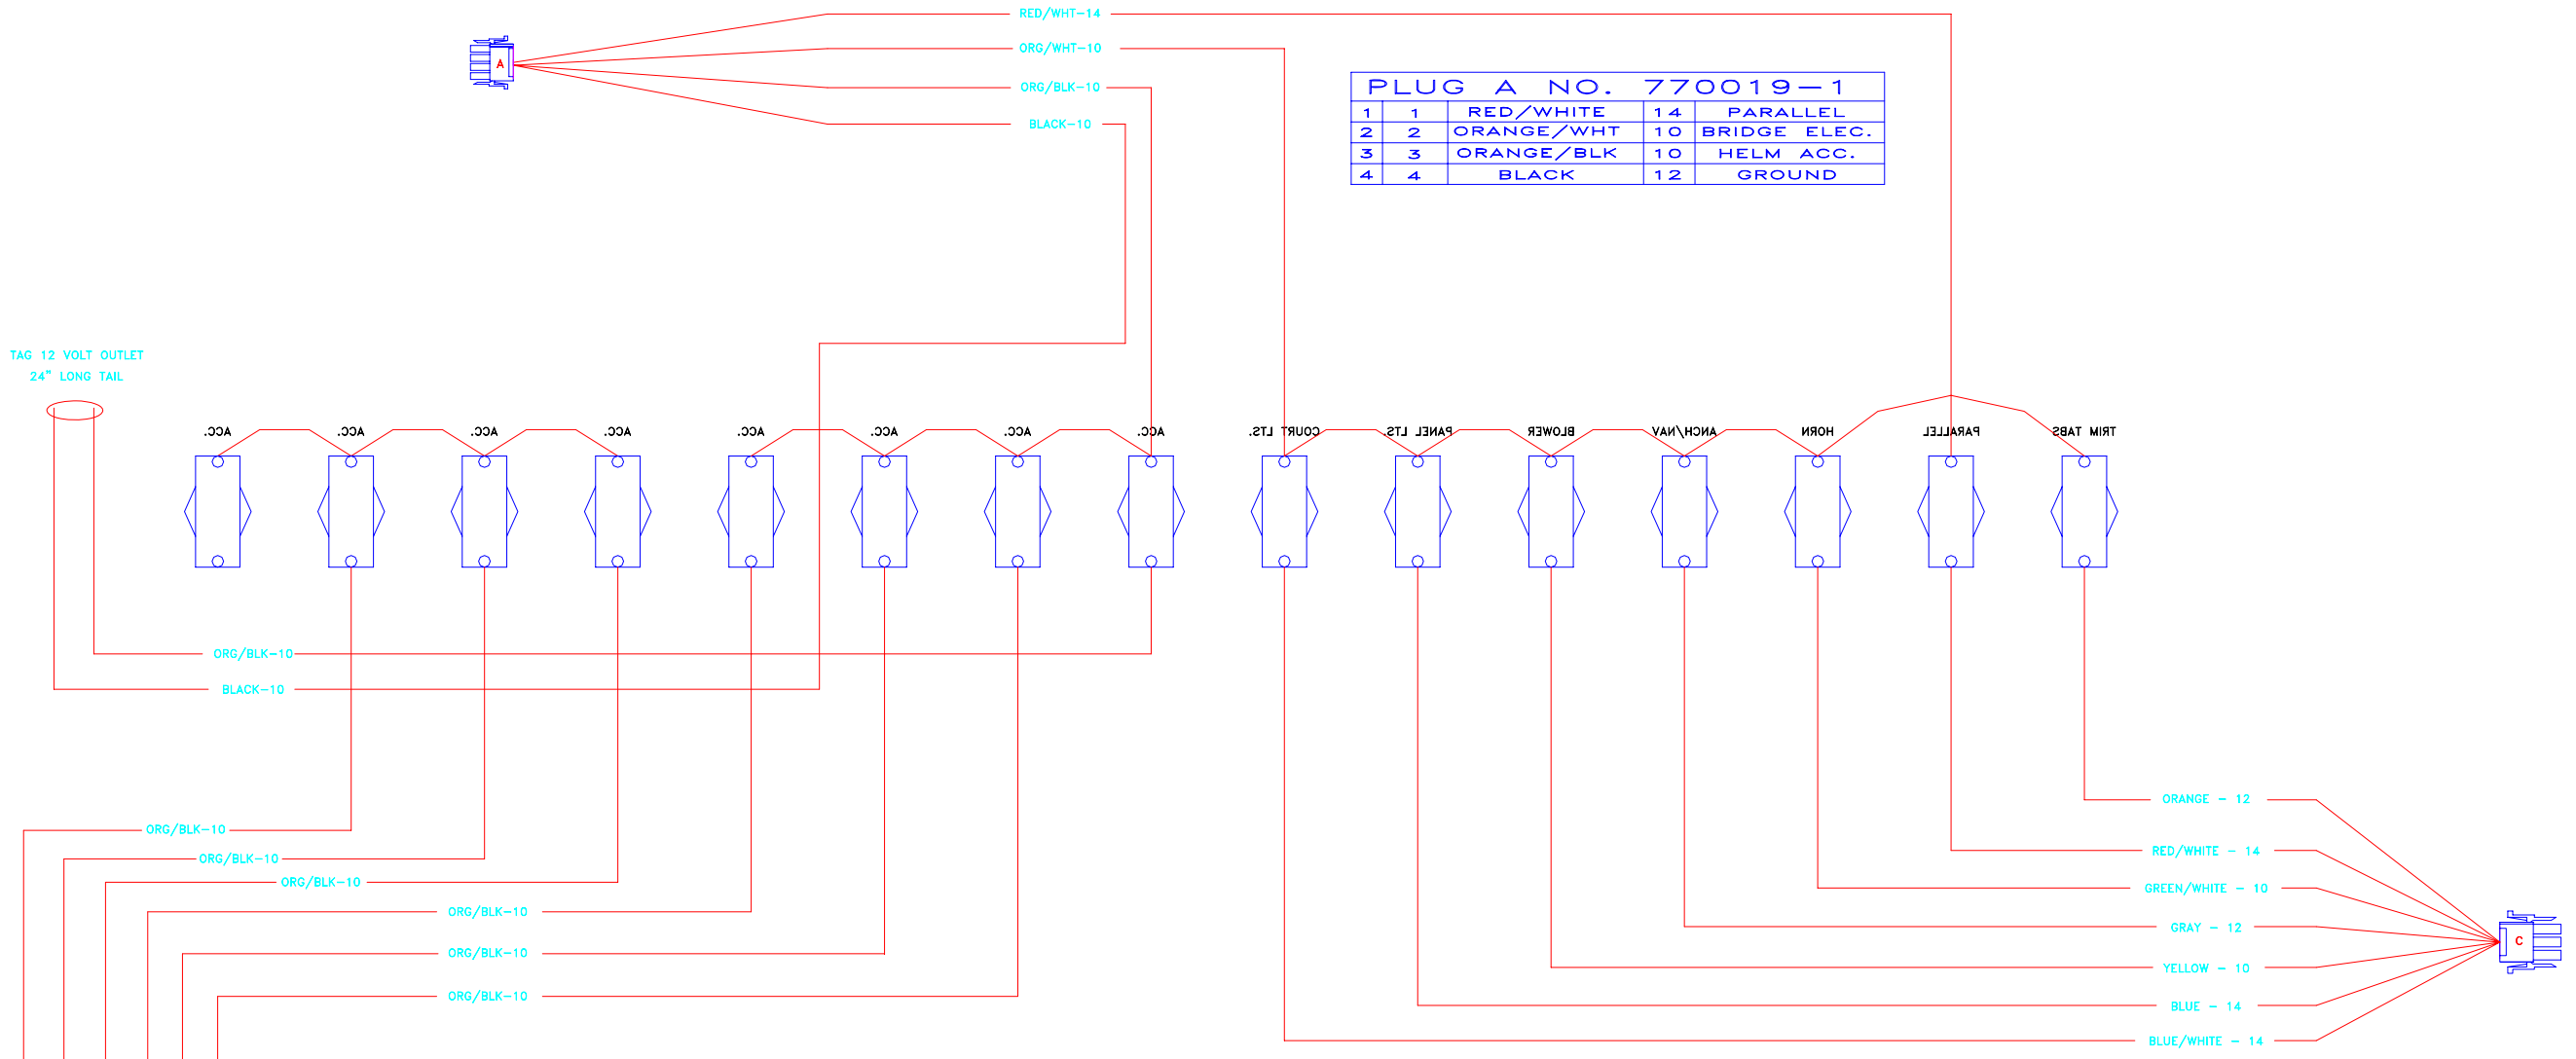 RED/WHT-14
ORG/WHT-10
A
ORG/BLK-10
BLACK-10
PLUG A NO. 770019-1
1 1 RED/WHITE 14 PARALLEL
2 2 ORANGE/WHT 10 BRIDGE ELEC.
3 3 ORANGE/BLK 10 HELM ACC.
4 4 BLACK 12 GROUND
TAG 12 VOLT OUTLET
24" LONG TAIL
ACC. ACC. ACC. ACC. ACC. ACC. ACC. ACC. COURT LTS. PANEL LTS. BLOWER ANCH/NAV HORN PARALLEL TRIM TABS
ORG/BLK-10
BLACK-10
ORANGE - 12
ORG/BLK-10
RED/WHITE - 14
ORG/BLK-10
ORG/BLK-10
GREEN/WHITE - 10
ORG/BLK-10
GRAY - 12
C
ORG/BLK-10
YELLOW - 10
ORG/BLK-10
BLUE - 14
BLUE/WHITE - 14